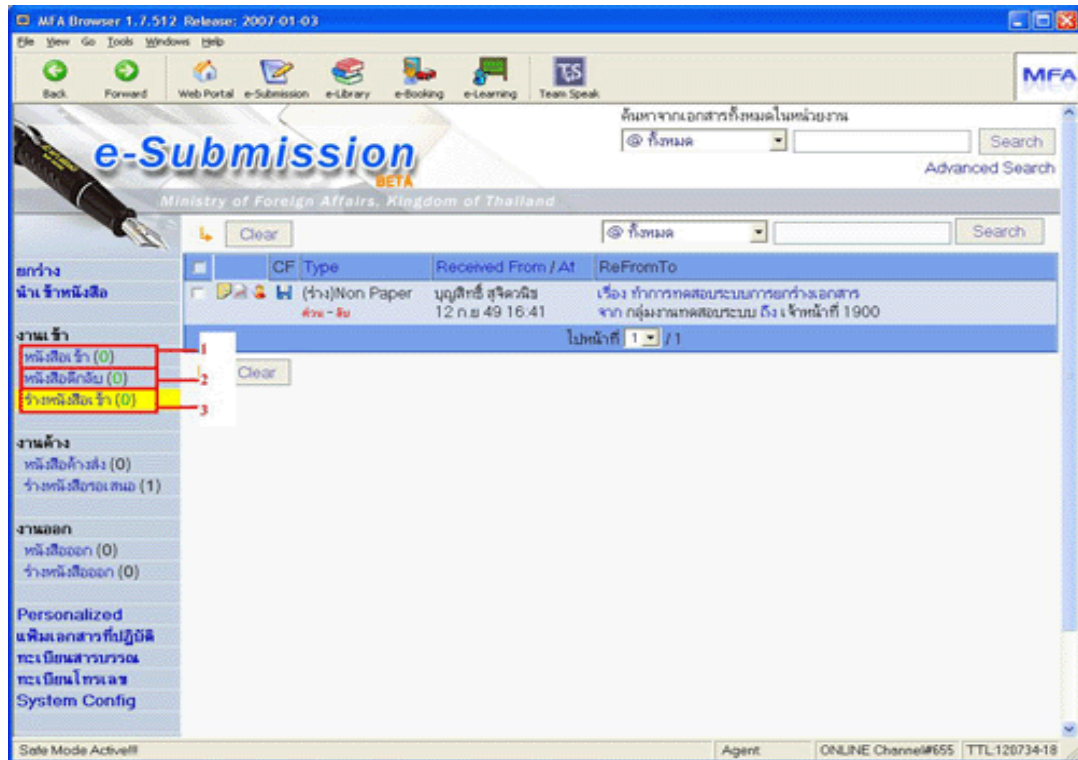 MFA Browser 1.7.512 Release: 2007-01-03
File View Go Tools Windows Help
Back Forward Web Portal e-Submission e-Library e-Booking e-Learning Team Speak
MFA
ค้นหาจากเอกสารทั้งหมดในหน่วยงาน
@ ทั้งหมด Search
Advanced Search
e-Submission
BETA
Ministry of Foreign Affairs, Kingdom of Thailand
Clear @ ทั้งหมด Search
CF Type Received From / At ReFromTo
(ร่าง)Non Paper บุญสิทธิ์ สุจิตวนิช เรื่อง ทำการทดสอบระบบการยกร่างเอกสาร
ด่วน - ลับ 12 ก.ย 49 16:41 จาก กลุ่มงานทดสอบระบบ ถึง เจ้าหน้าที่ 1900
ไปหน้าที่ 1 / 1
Clear
ยกร่าง
นำเข้าหนังสือ
งานเข้า
หนังสือเข้า (0) 1
หนังสือตีกลับ (0) 2
ร่างหนังสือเข้า (0) 3
งานค้าง
หนังสือค้างส่ง (0)
ร่างหนังสือรอเสนอ (1)
งานออก
หนังสือออก (0)
ร่างหนังสือออก (0)
Personalized
แฟ้มเอกสารที่ปฏิบัติ
ทะเบียนสารบรรณ
ทะเบียนโทรเลข
System Config
Safe Mode Active!!! Agent ONLINE Channel#655 TTL:120734-18